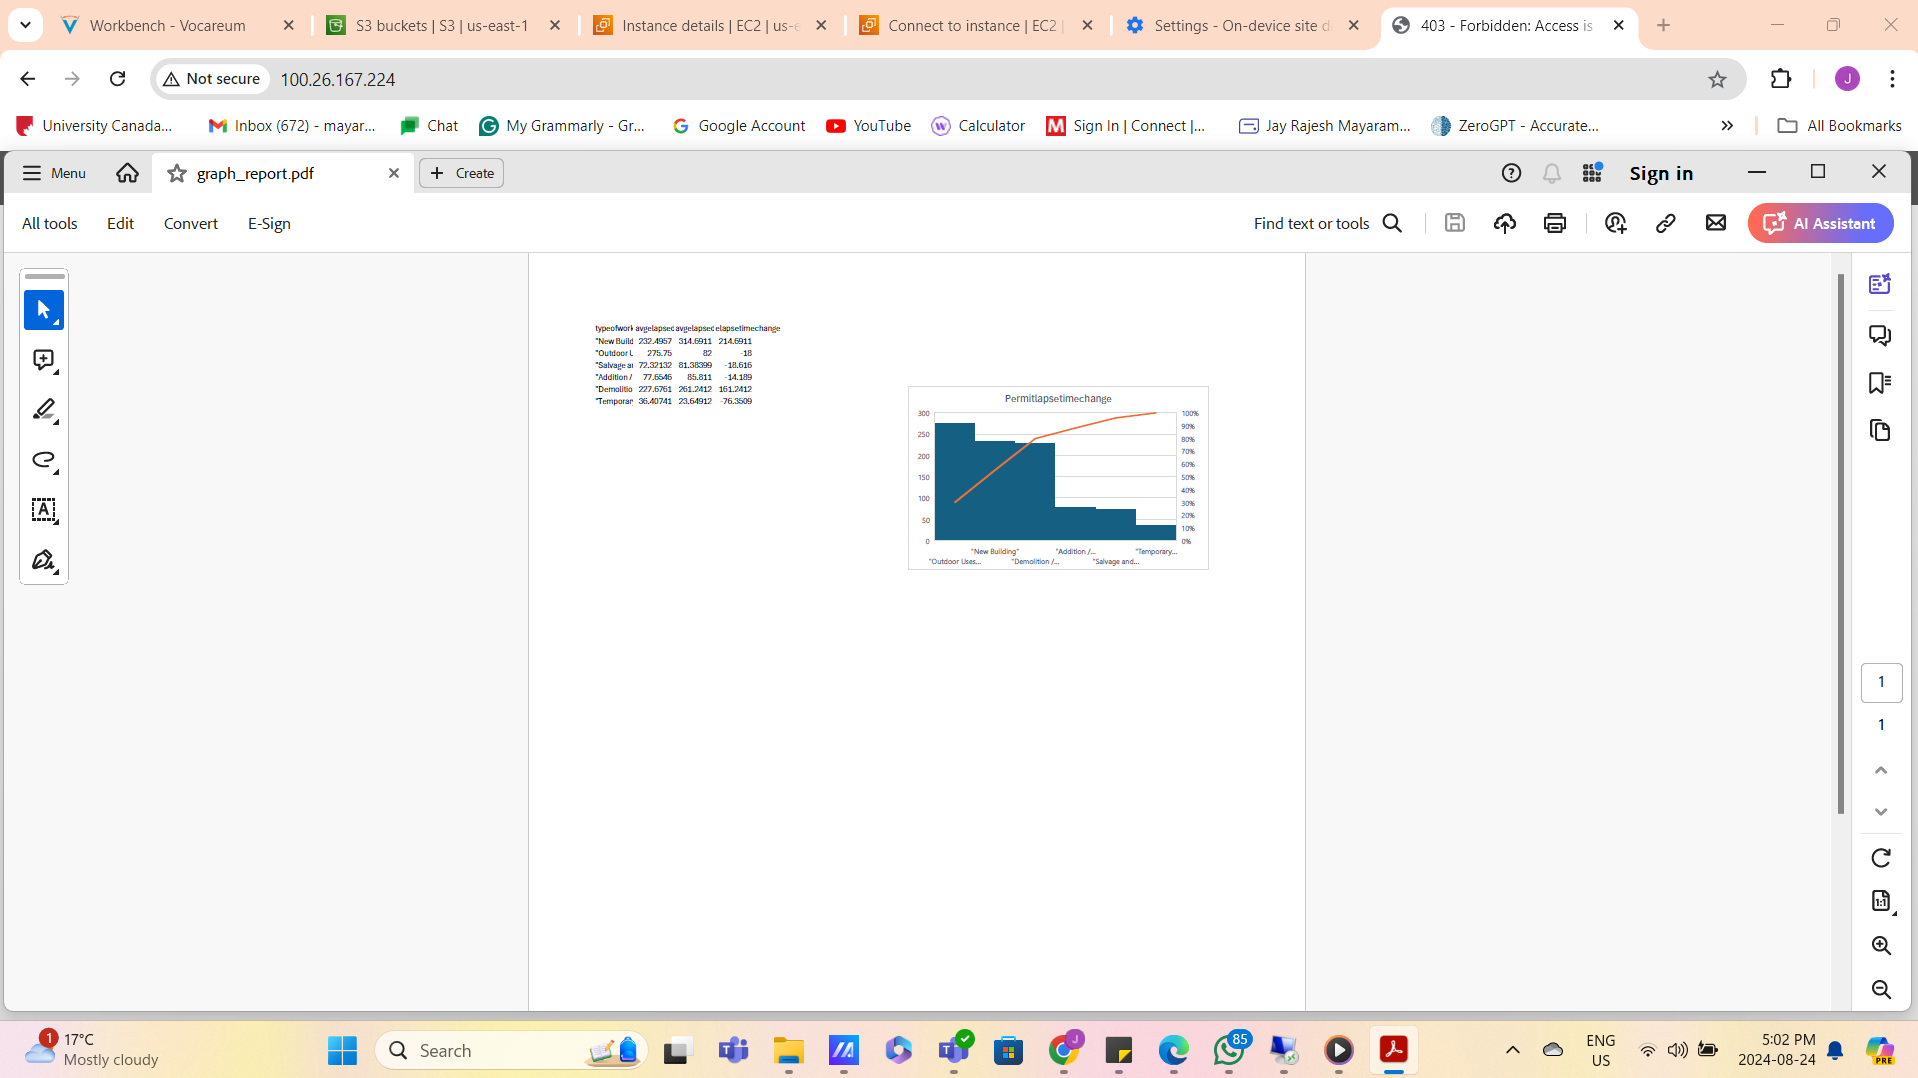 Workbench - Vocareum
S3 buckets | S3 | us-east-1
Instance details | EC2 | us-e
Connect to instance | EC2 |
Settings - On-device site d
403 - Forbidden: Access is
Not secure
100.26.167.224
J
University Canada...
Inbox (672) - mayar...
Chat
My Grammarly - Gr...
Google Account
YouTube
Calculator
Sign In | Connect |...
Jay Rajesh Mayaram...
ZeroGPT - Accurate...
All Bookmarks
Menu
graph_report.pdf
Create
Sign in
All tools
Edit
Convert
E-Sign
Find text or tools
AI Assistant
typeofwork avgelapsed avgelapsed elapsetimechange
"New Build 232.4957 314.6911 214.6911
"Outdoor U 275.75 82 -18
"Salvage an 72.32132 81.38399 -18.616
"Addition / 77.6546 85.811 -14.189
"Demolitio 227.6761 261.2412 161.2412
"Temporary 36.40741 23.64912 -76.3509
Permitlapsetimechange
300
250
200
150
100
50
0
100%
90%
80%
70%
60%
50%
40%
30%
20%
10%
0%
"New Building" "Addition /... "Temporary...
"Outdoor Uses... "Demolition /... "Salvage and...
1
1
1
17°C
Mostly cloudy
Search
85
ENG
US
5:02 PM
2024-08-24
PRE